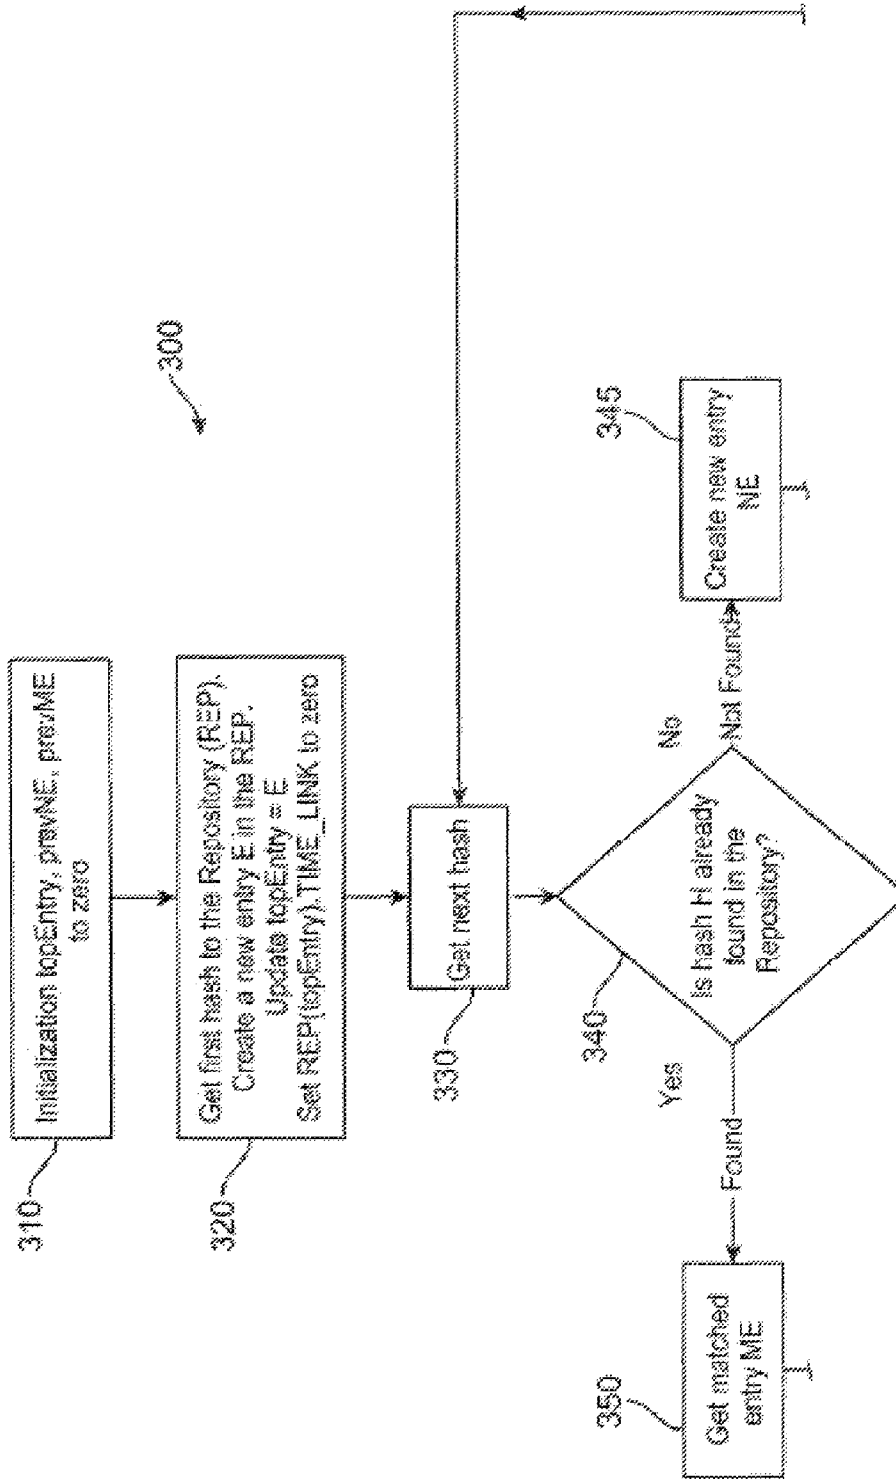 300
310
Initialization topEntry, prevNE, prevME
to zero
320
Get first hash to the Repository (REP).
Create a new entry E in the REP.
Update topEntry = E
Set REP(topEntry).TIME_LINK to zero
330
Get next hash
340
Is hash H already
found in the
Repository?
Yes
Found
No
Not Found
350
Get matched
entry ME
345
Create new entry
NE